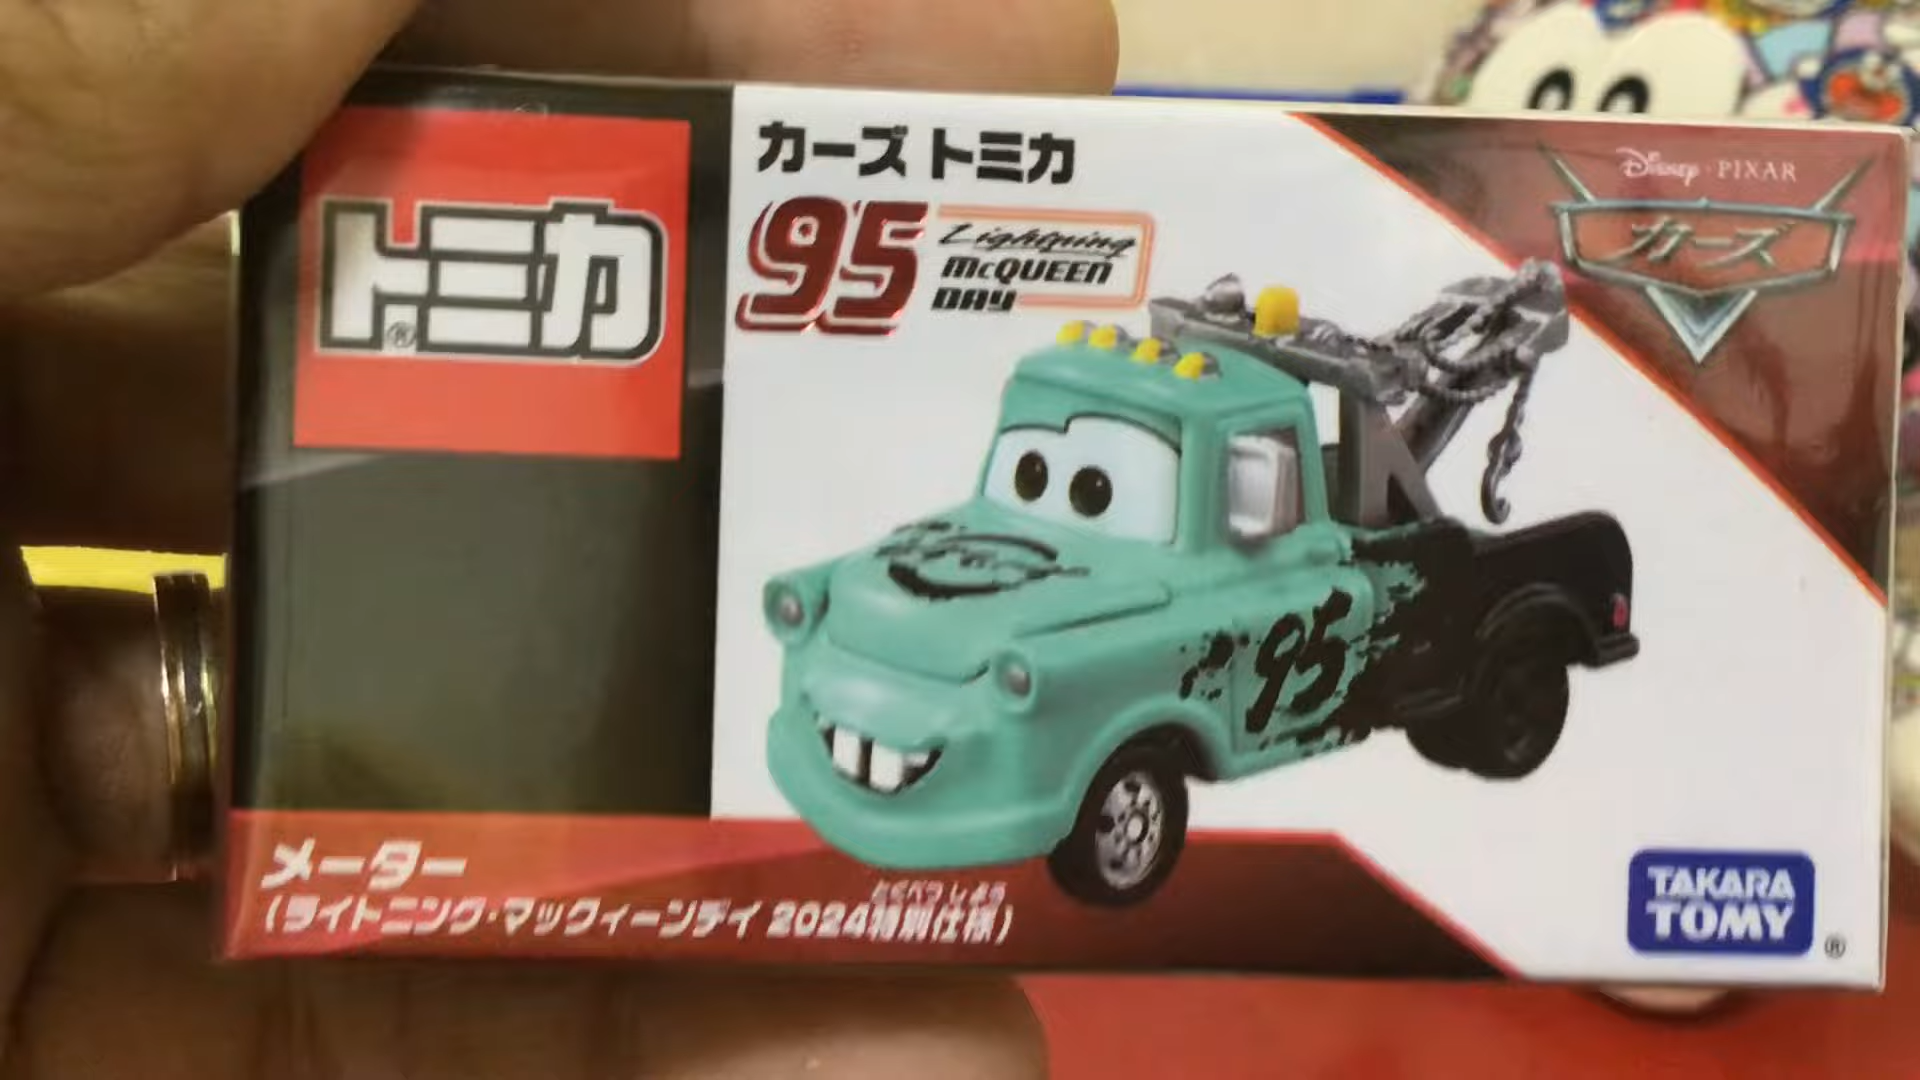 トミカ®
カーズ トミカ
95
Lightning
McQUEEN
DAY
Disney・PIXAR
カーズ
95
メーター
とくべつ しよう
(ライトニング・マックィーンデイ 2024特別仕様)
TAKARA
TOMY®